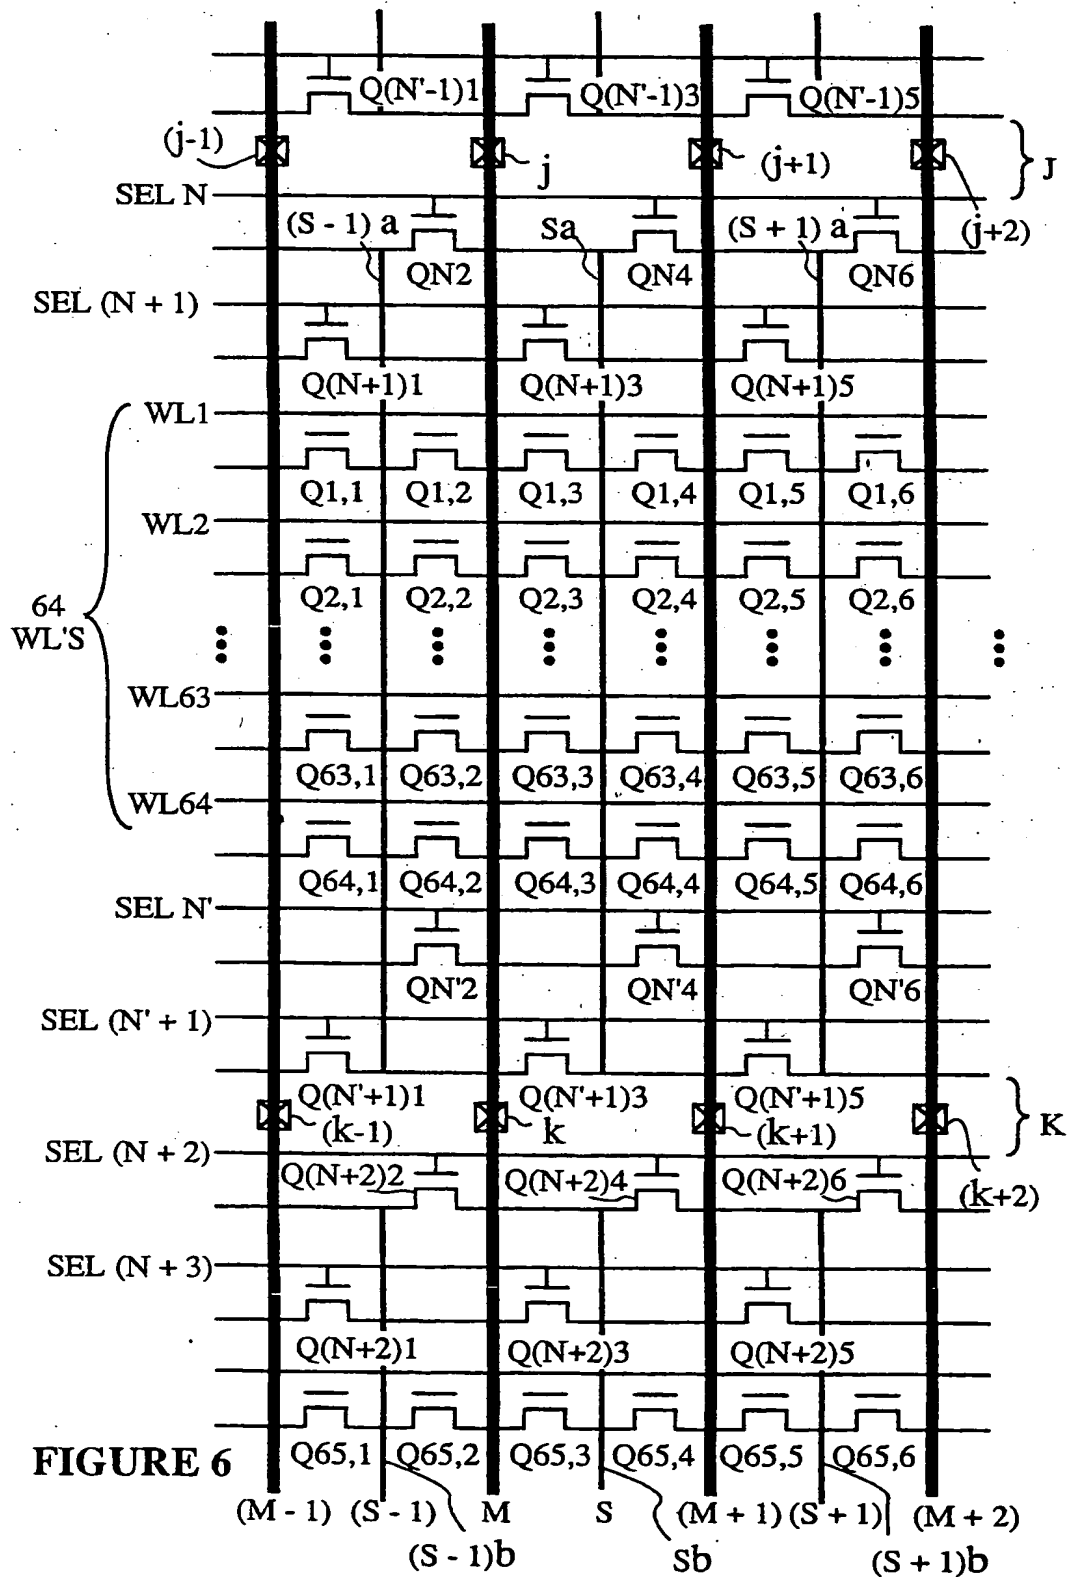 Q(N'-1)1 Q(N'-1)3 Q(N'-1)5
(j-1) j (j+1) J
SEL N
(j+2)
(S - 1) a Sa (S + 1) a
QN2 QN4 QN6
SEL (N + 1)
Q(N+1)1 Q(N+1)3 Q(N+1)5
WL1
Q1,1 Q1,2 Q1,3 Q1,4 Q1,5 Q1,6
WL2
Q2,1 Q2,2 Q2,3 Q2,4 Q2,5 Q2,6
64
WL'S
WL63
Q63,1 Q63,2 Q63,3 Q63,4 Q63,5 Q63,6
WL64
Q64,1 Q64,2 Q64,3 Q64,4 Q64,5 Q64,6
SEL N'
QN'2 QN'4 QN'6
SEL (N' + 1)
Q(N'+1)1 Q(N'+1)3 Q(N'+1)5
(k-1) k (k+1) K
SEL (N + 2)
Q(N+2)2 Q(N+2)4 Q(N+2)6
(k+2)
SEL (N + 3)
Q(N+2)1 Q(N+2)3 Q(N+2)5
Q65,1 Q65,2 Q65,3 Q65,4 Q65,5 Q65,6
FIGURE 6
(M - 1) (S - 1) M S (M + 1) (S + 1) (M + 2)
(S - 1)b Sb (S + 1)b